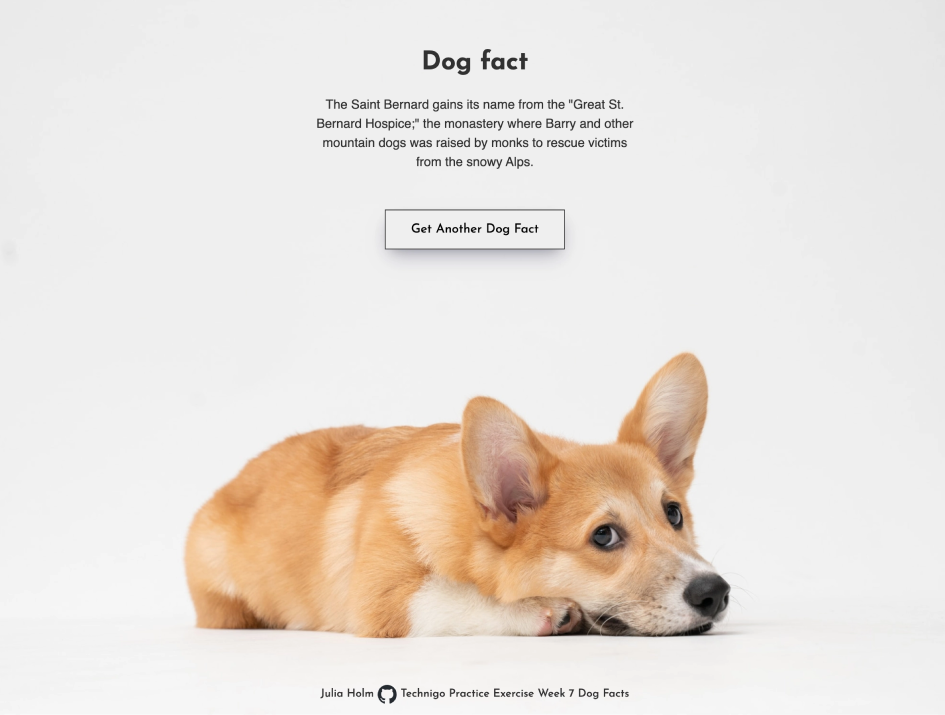 Dog fact
The Saint Bernard gains its name from the "Great St.
Bernard Hospice;" the monastery where Barry and other
mountain dogs was raised by monks to rescue victims
from the snowy Alps.
Get Another Dog Fact
Julia Holm Technigo Practice Exercise Week 7 Dog Facts